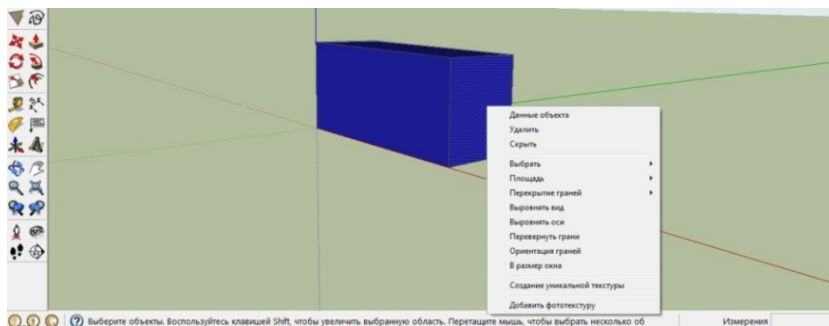 Данные объекта
Удалить
Скрыть
Выбрать
Площадь
Перекрытие граней
Выровнять вид
Выровнять оси
Перевернуть грани
Ориентация граней
В размер окна
Создание уникальной текстуры
Добавить фототекстуру
Выберите объекты. Воспользуйтесь клавишей Shift, чтобы увеличить выбранную область. Перетащите мышь, чтобы выбрать несколько об
Измерения